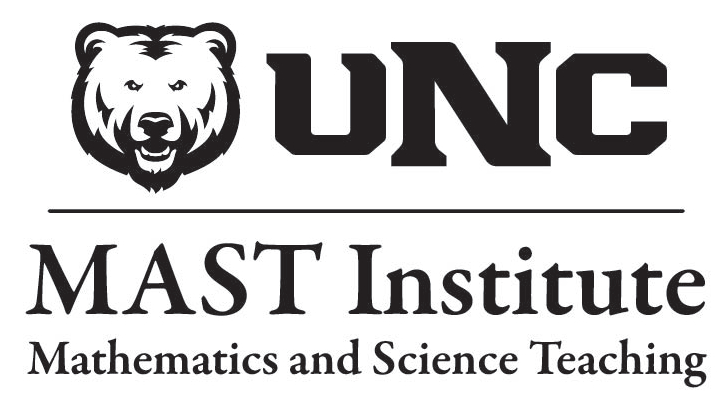 UNC
MAST Institute
Mathematics and Science Teaching